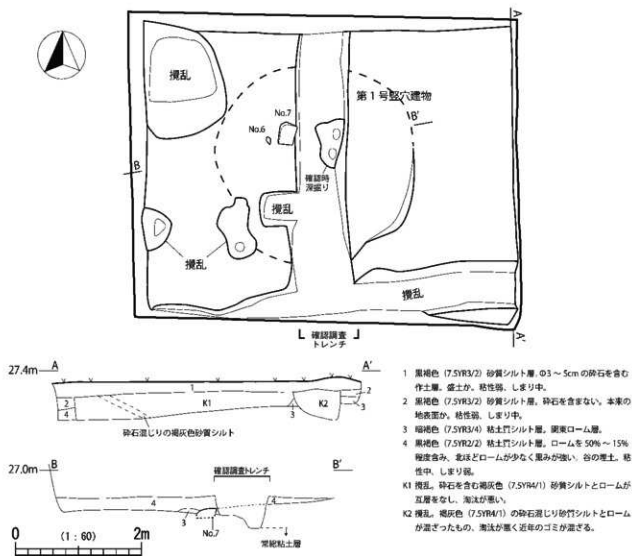 A
攪乱
第1号竪穴建物
No.7
No.6
B'
確認時
深掘り
B
攪乱
攪乱
攪乱
確認調査
トレンチ
A'
27.4m
A
A'
1
2
4
K1
3
K2
2
3
砕石混じりの褐灰色砂質シルト
27.0m
B
確認調査トレンチ
B'
4
4
3
No.7
常総粘土層
0 (1:60) 2m
1 黒褐色 (7.5YR3/2) 砂質シルト層。Φ3～5cmの砕石を含む
作土層。盛土か。粘性弱、しまり中。
2 黒褐色 (7.5YR3/2) 砂質シルト層。砕石を含まない。本来の
地表面か。粘性弱、しまり中。
3 暗褐色 (7.5YR3/4) 粘土質シルト層。関東ローム層。
4 黒褐色 (7.5YR2/2) 粘土質シルト層。ロームを50%～15%
程度含み、北ほどロームが少なく黒みが強い。谷の埋土。粘
性中、しまり弱。
K1 攪乱。砕石を含む褐灰色 (7.5YR4/1) 砂質シルトとロームが
互層をなし、淘汰が悪い。
K2 攪乱。褐灰色 (7.5YR4/1) の砕石混じり砂質シルトとローム
が混ざったもの、淘汰が悪く近年のゴミが混ざる。